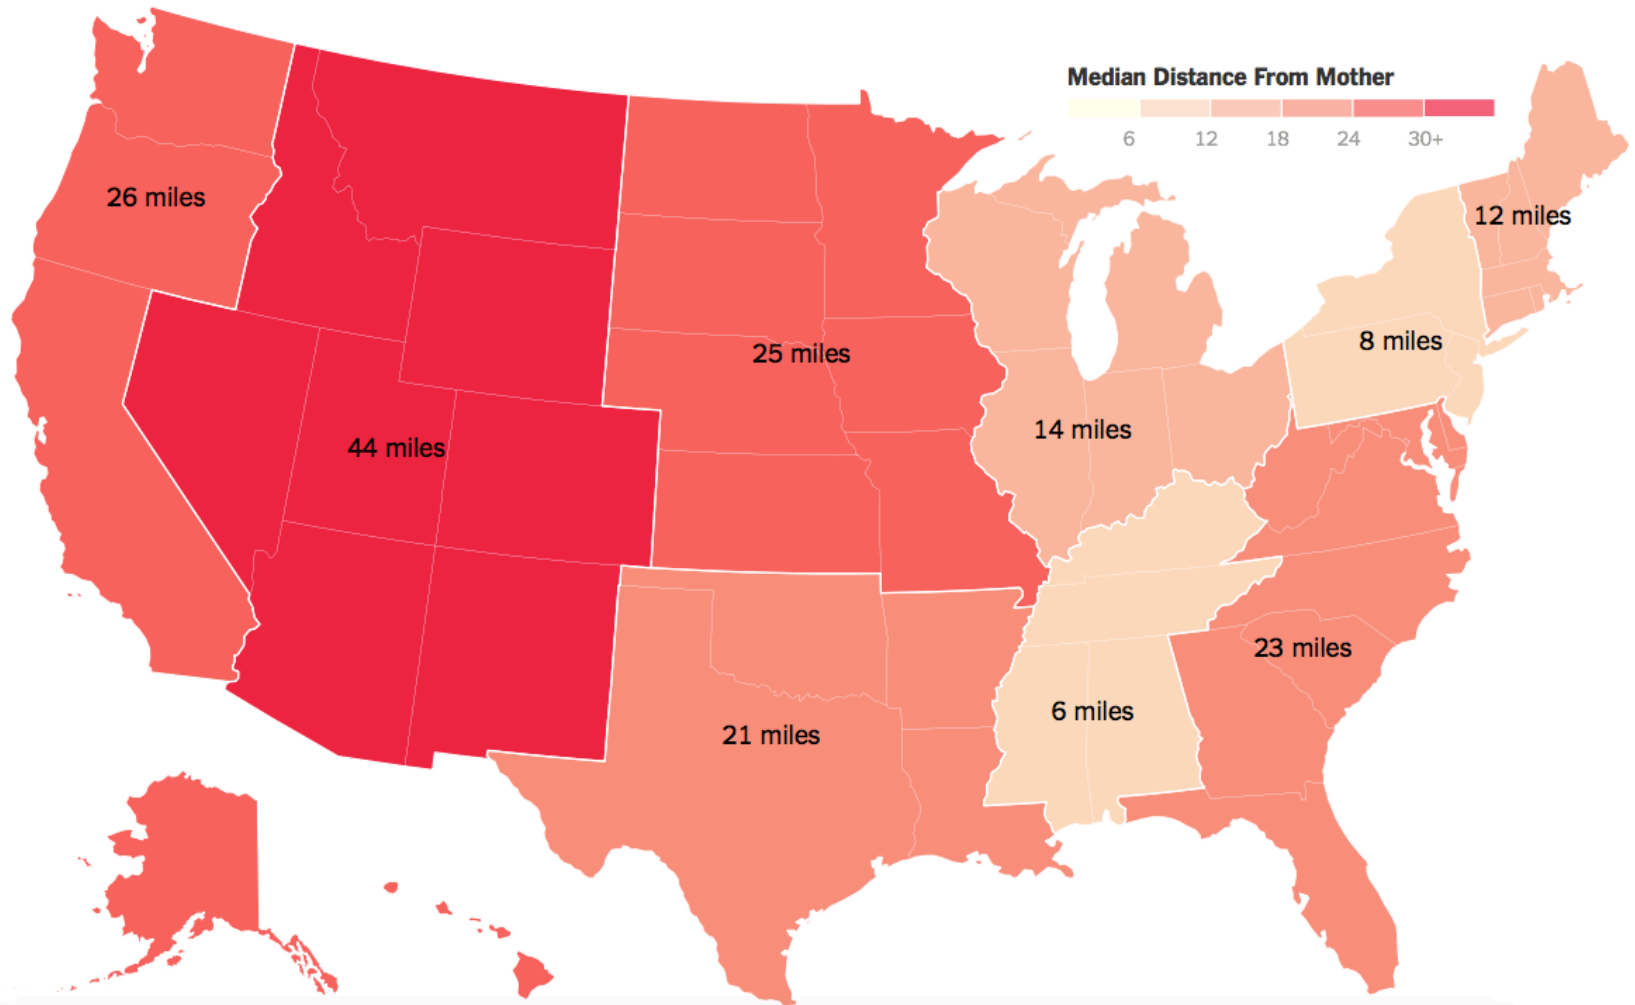 Median Distance From Mother
6 12 18 24 30+
26 miles
12 miles
8 miles
25 miles
14 miles
44 miles
23 miles
6 miles
21 miles